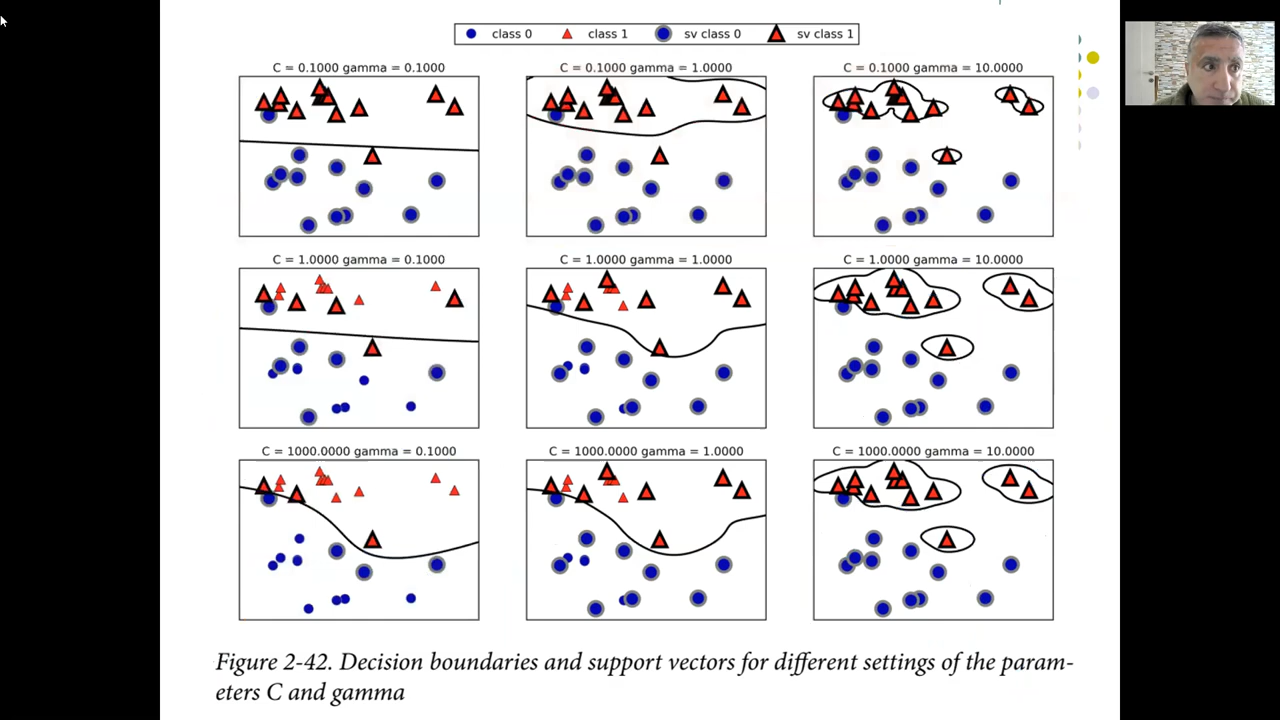 class 0 class 1 sv class 0 sv class 1
C = 0.1000 gamma = 0.1000
C = 0.1000 gamma = 1.0000
C = 0.1000 gamma = 10.0000
C = 1.0000 gamma = 0.1000
C = 1.0000 gamma = 1.0000
C = 1.0000 gamma = 10.0000
C = 1000.0000 gamma = 0.1000
C = 1000.0000 gamma = 1.0000
C = 1000.0000 gamma = 10.0000
Figure 2-42. Decision boundaries and support vectors for different settings of the param-
eters C and gamma